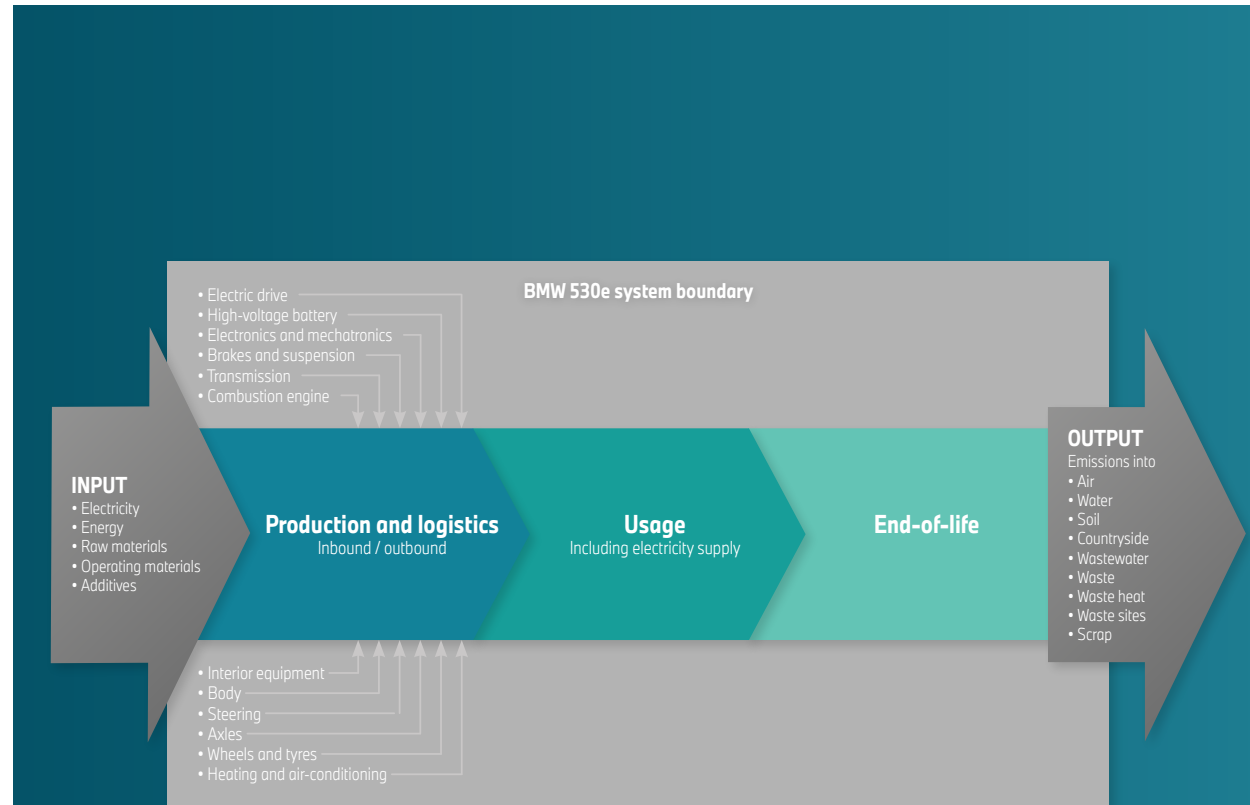 BMW 530e system boundary
• Electric drive
• High-voltage battery
• Electronics and mechatronics
• Brakes and suspension
• Transmission
• Combustion engine
INPUT
• Electricity
• Energy
• Raw materials
• Operating materials
• Additives
Production and logistics
Inbound / outbound
Usage
Including electricity supply
End-of-life
OUTPUT
Emissions into
• Air
• Water
• Soil
• Countryside
• Wastewater
• Waste
• Waste heat
• Waste sites
• Scrap
• Interior equipment
• Body
• Steering
• Axles
• Wheels and tyres
• Heating and air-conditioning